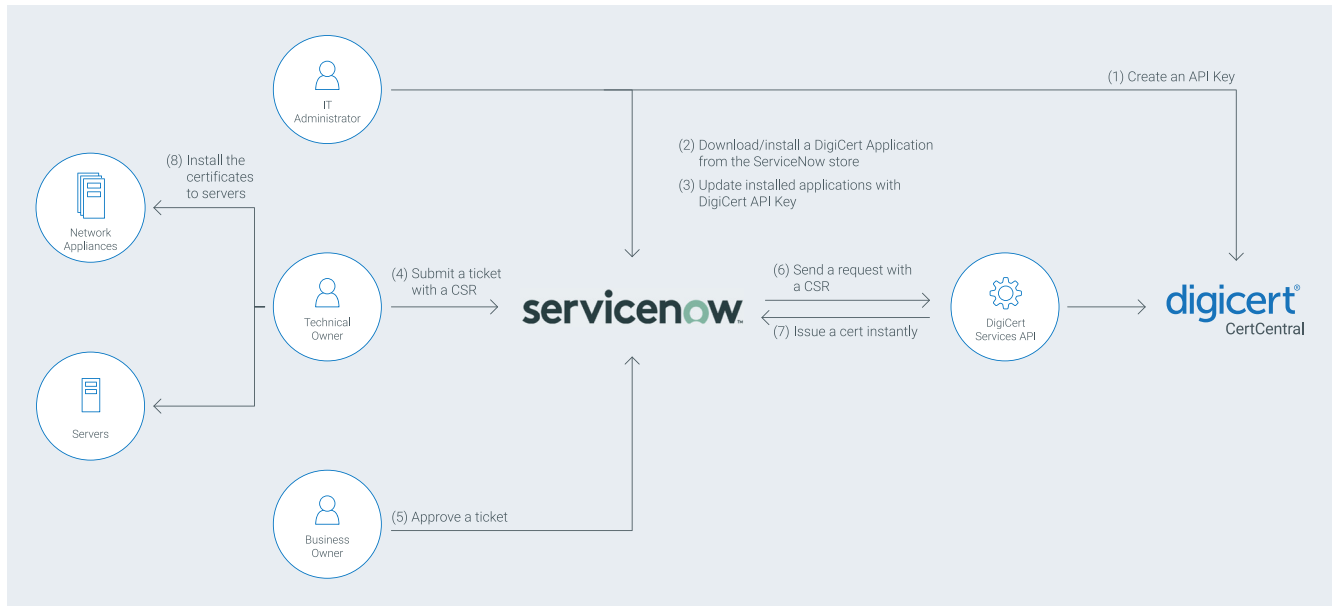 (1) Create an API Key
IT
Administrator
(2) Download/install a DigiCert Application
from the ServiceNow store
(3) Update installed applications with
DigiCert API Key
(8) Install the
certificates
to servers
Network
Appliances
(4) Submit a ticket
with a CSR
Technical
Owner
servicenow™
(6) Send a request with
a CSR
(7) Issue a cert instantly
DigiCert
Services API
digicert®
CertCentral
Servers
(5) Approve a ticket
Business
Owner